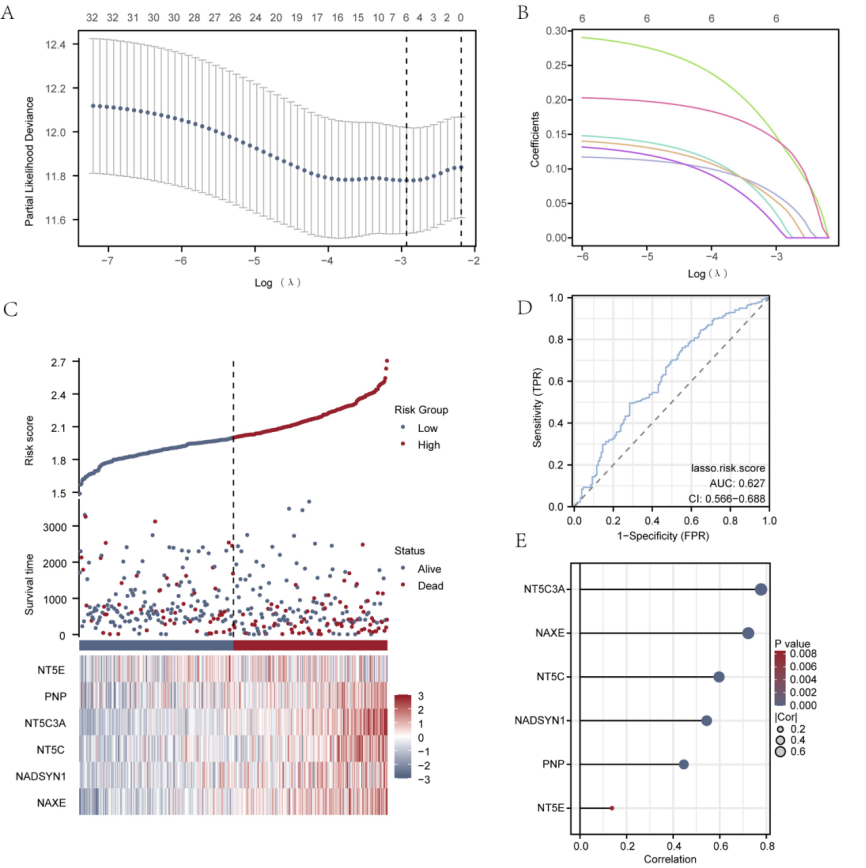 A
32 32 31 30 30 28 27 26 24 20 19 17 16 15 10 7 6 4 3 2 0
12.4
12.2
12.0
11.8
11.6
Partial Likelihood Deviance
−7 −6 −5 −4 −3 −2
Log （λ）
B
6 6 6 6
0.30
0.25
0.20
0.15
0.10
0.05
0.00
Coefficients
−6 −5 −4 −3
Log（λ）
C
2.7
2.4
2.1
1.8
1.5
Risk score
Risk Group
Low
High
3000
2000
1000
0
Survival time
Status
Alive
Dead
NT5E
PNP
NT5C3A
NT5C
NADSYN1
NAXE
3
2
1
0
−1
−2
−3
D
1.0
0.8
0.6
0.4
0.2
0.0
Sensitivity (TPR)
lasso.risk.score
AUC: 0.627
CI: 0.566−0.688
0.0 0.2 0.4 0.6 0.8 1.0
1−Specificity (FPR)
E
NT5C3A
NAXE
NT5C
NADSYN1
PNP
NT5E
0.0 0.2 0.4 0.6 0.8
Correlation
P value
0.008
0.006
0.004
0.002
0.000
|Cor|
0.2
0.4
0.6